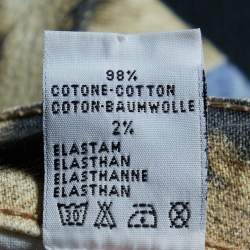 98%
COTONE-COTTON
COTON-BAUMWOLLE
2%
ELASTAM
ELASTHAN
ELASTHANNE
ELASTHAN
30